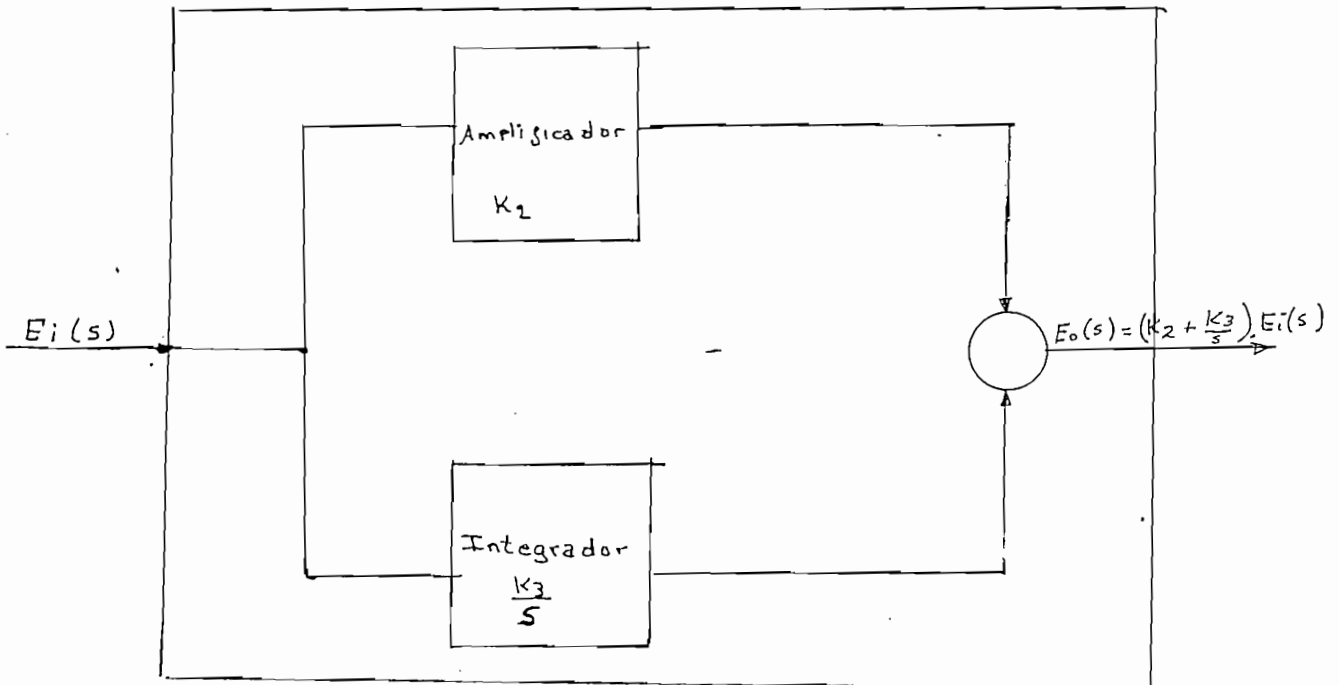 Amplificador
K2
Ei(s)
Eo(s) = (K2 + K3/s).Ei(s)
Integrador
K3
S